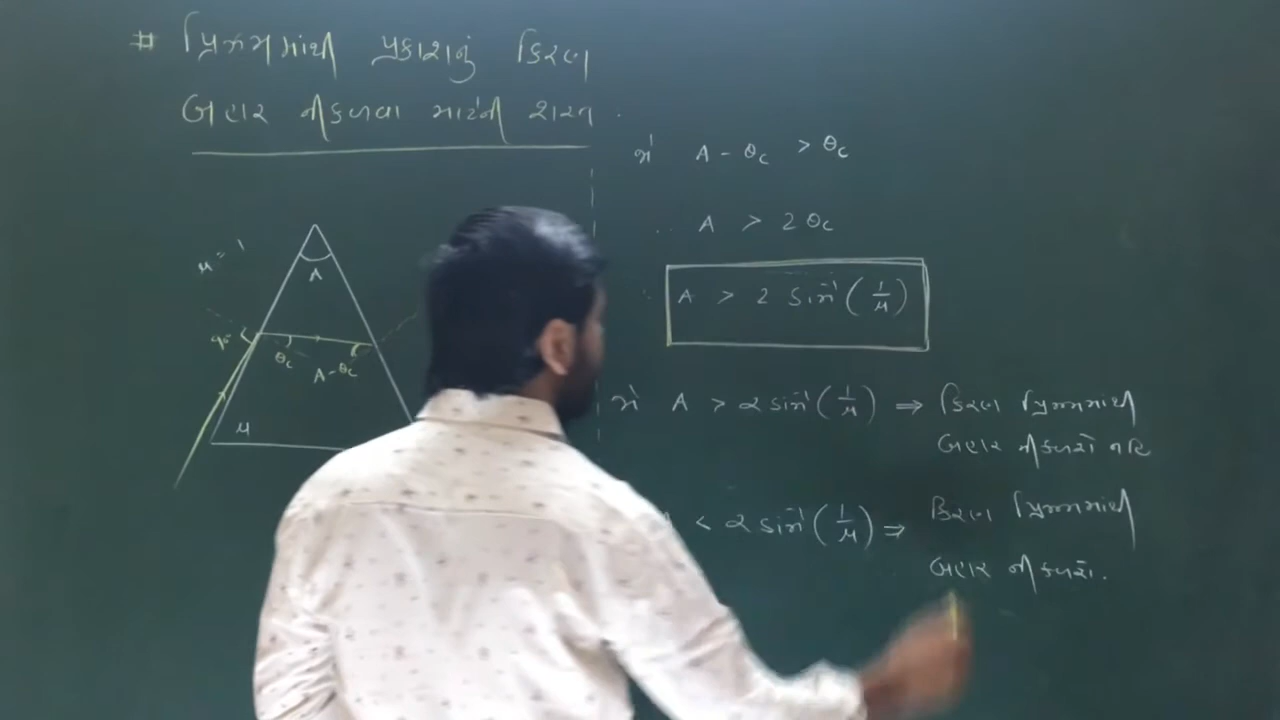 # પ્રિઝમમાંથી પ્રકાશનું કિરણ
બહાર નીકળવા માટેની શરત.
μ = 1
A
90°
θc
A-θc
μ
જો A - θc > θc
∴ A > 2θc
∴ A > 2 sin⁻¹(1/μ)
જો A > 2 sin⁻¹(1/μ) ⇒ કિરણ પ્રિઝમમાંથી
બહાર નીકળશે નહિ
< 2 sin⁻¹(1/μ) ⇒ કિરણ પ્રિઝમમાંથી
બહાર નીકળશે.